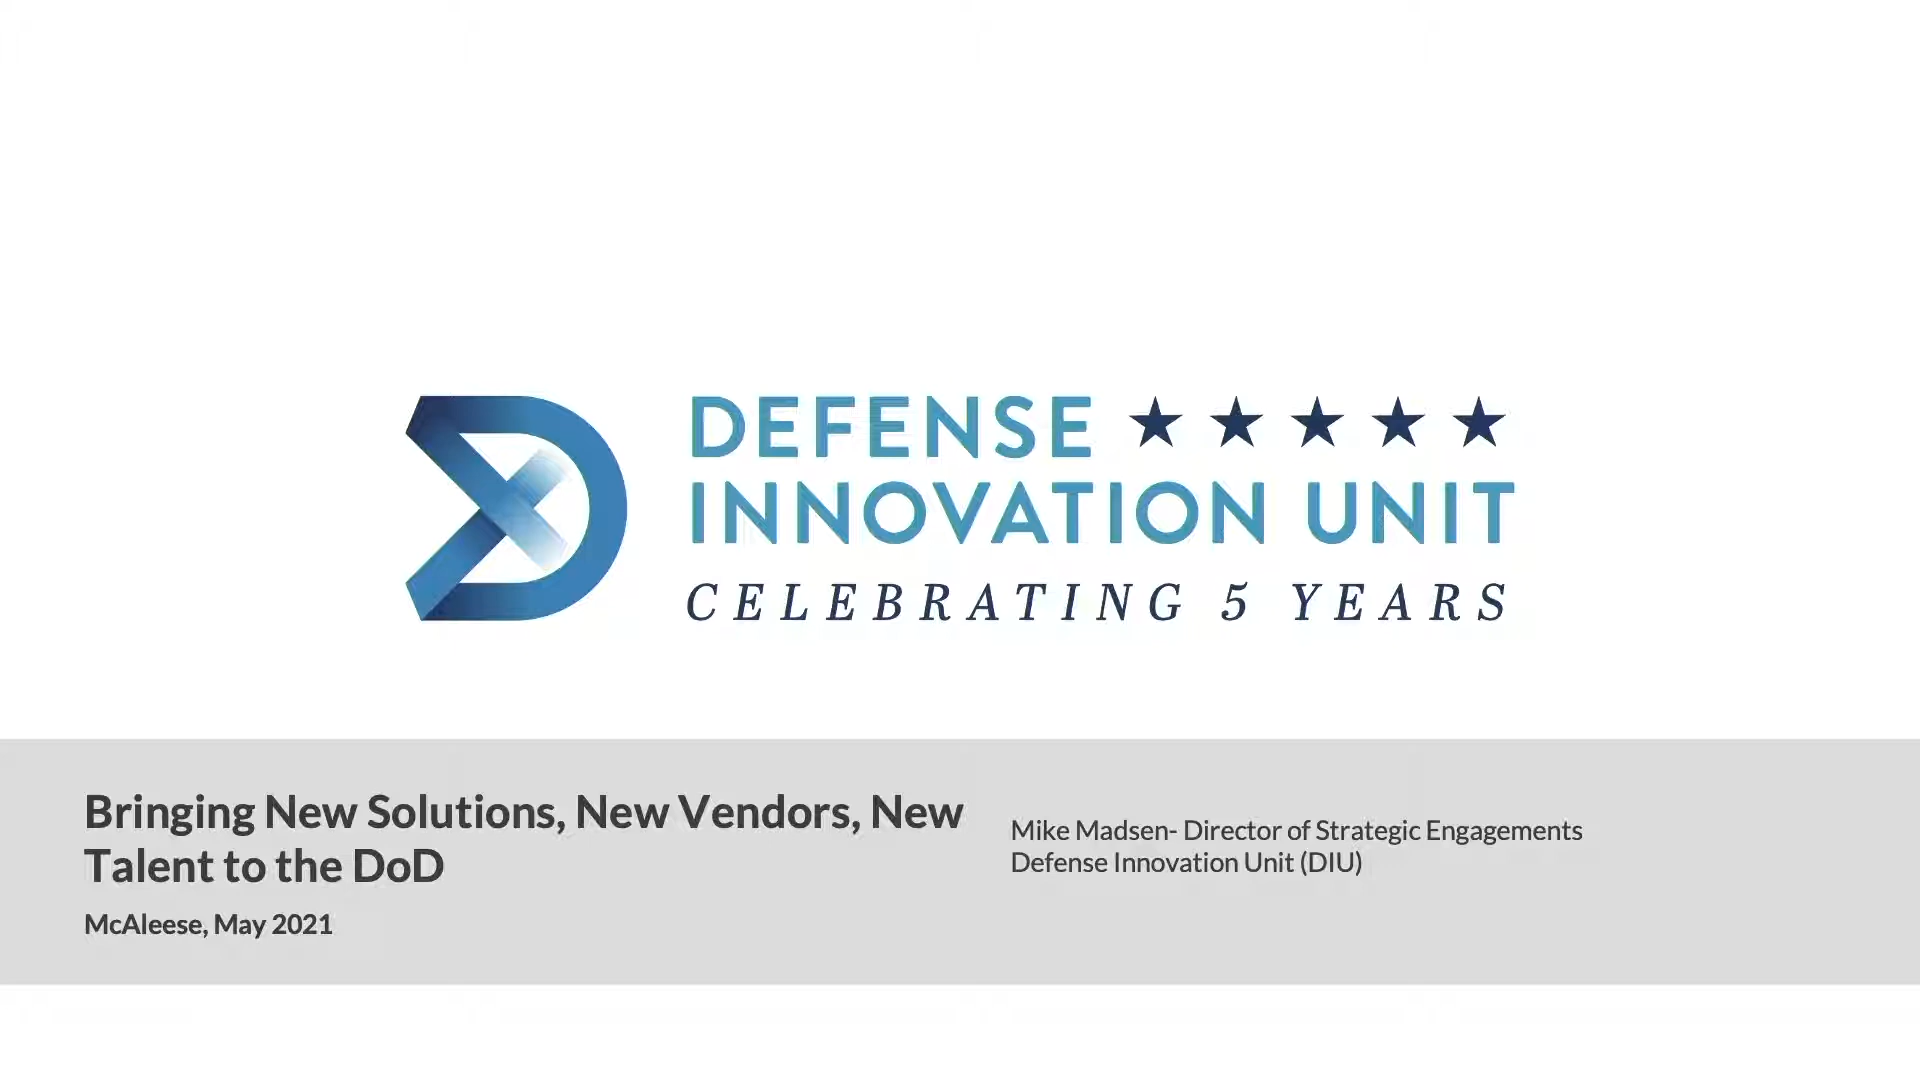 DEFENSE
INNOVATION UNIT
CELEBRATING 5 YEARS
Bringing New Solutions, New Vendors, New
Talent to the DoD
McAleese, May 2021
Mike Madsen- Director of Strategic Engagements
Defense Innovation Unit (DIU)